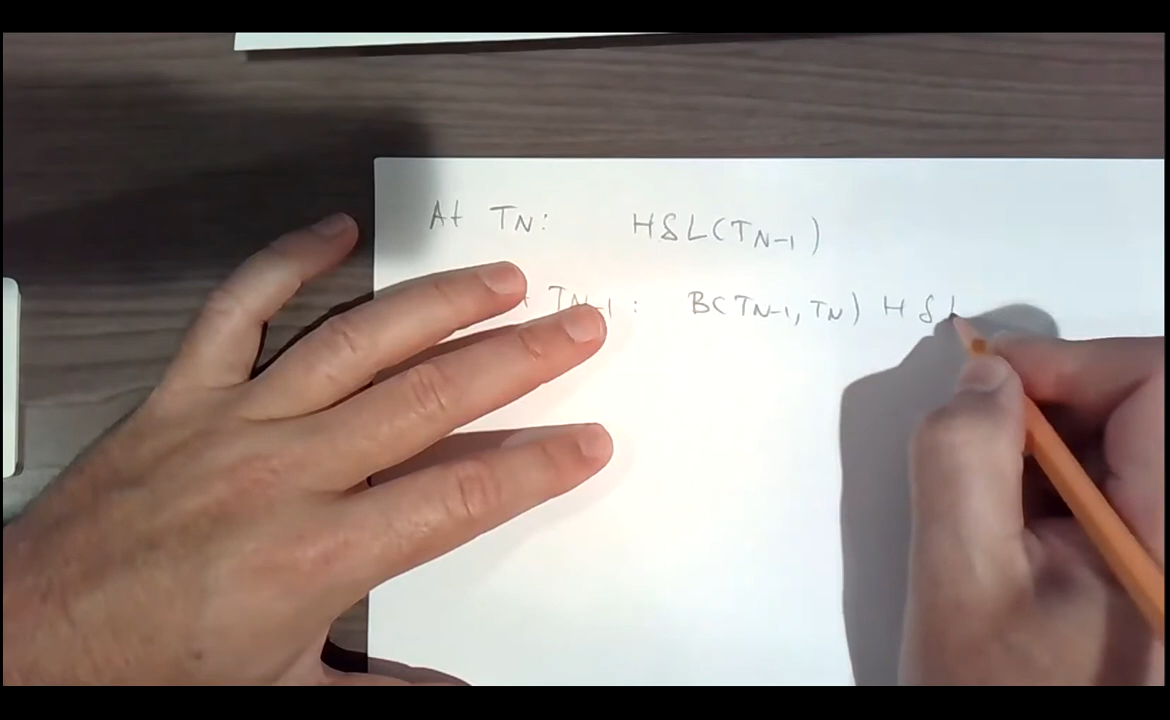 At TN: HδL(TN-1)
TN-1: B(TN-1, TN) Hδ